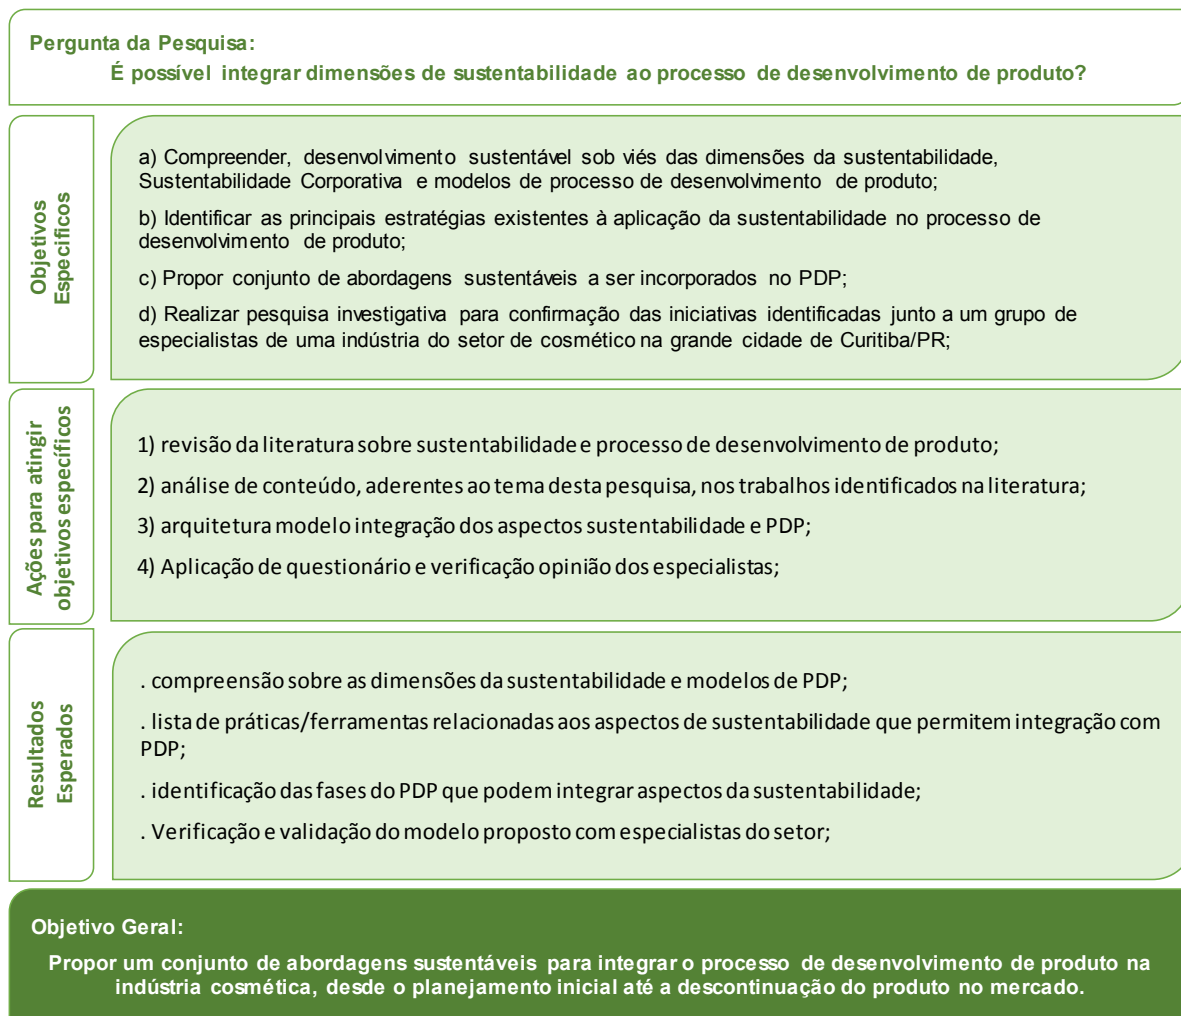 Pergunta da Pesquisa:
É possível integrar dimensões de sustentabilidade ao processo de desenvolvimento de produto?
Objetivos
Especificos
a) Compreender, desenvolvimento sustentável sob viés das dimensões da sustentabilidade,
Sustentabilidade Corporativa e modelos de processo de desenvolvimento de produto;
b) Identificar as principais estratégias existentes à aplicação da sustentabilidade no processo de
desenvolvimento de produto;
c) Propor conjunto de abordagens sustentáveis a ser incorporados no PDP;
d) Realizar pesquisa investigativa para confirmação das iniciativas identificadas junto a um grupo de
especialistas de uma indústria do setor de cosmético na grande cidade de Curitiba/PR;
Ações para atingir
objetivos específicos
1) revisão da literatura sobre sustentabilidade e processo de desenvolvimento de produto;
2) análise de conteúdo, aderentes ao tema desta pesquisa, nos trabalhos identificados na literatura;
3) arquitetura modelo integração dos aspectos sustentabilidade e PDP;
4) Aplicação de questionário e verificação opinião dos especialistas;
Resultados
Esperados
. compreensão sobre as dimensões da sustentabilidade e modelos de PDP;
. lista de práticas/ferramentas relacionadas aos aspectos de sustentabilidade que permitem integração com
PDP;
. identificação das fases do PDP que podem integrar aspectos da sustentabilidade;
. Verificação e validação do modelo proposto com especialistas do setor;
Objetivo Geral:
Propor um conjunto de abordagens sustentáveis para integrar o processo de desenvolvimento de produto na
indústria cosmética, desde o planejamento inicial até a descontinuação do produto no mercado.